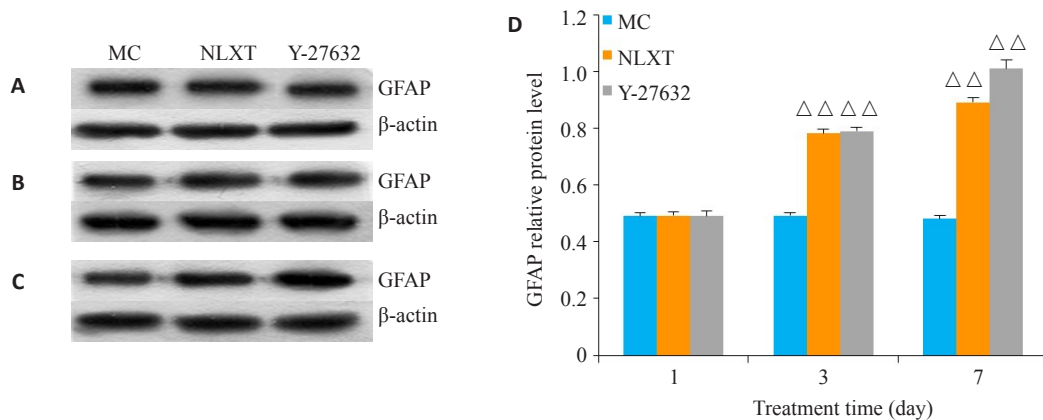 MC NLXT Y-27632
A
GFAP
β-actin
B
GFAP
β-actin
C
GFAP
β-actin
D
GFAP relative protein level
1.2
1.0
0.8
0.6
0.4
0.2
0
MC
NLXT
Y-27632
△△ △△
△△
△△
1 3 7
Treatment time (day)